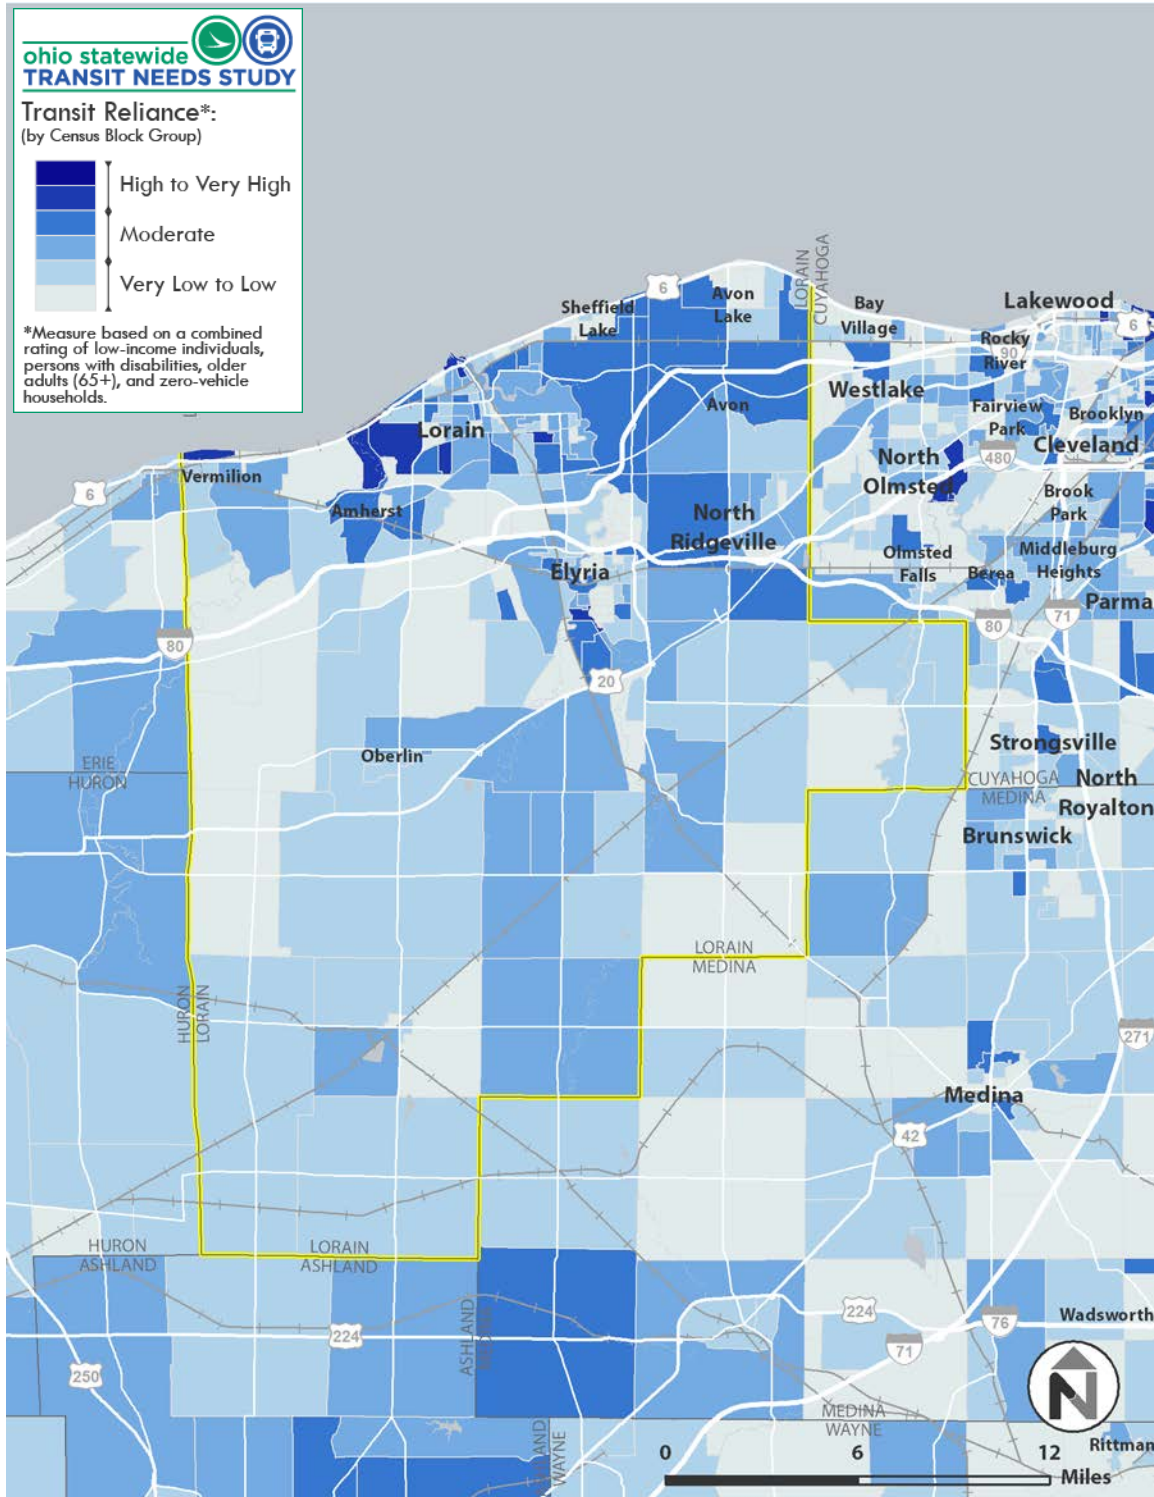 ohio statewide
TRANSIT NEEDS STUDY
Transit Reliance*:
(by Census Block Group)
High to Very High
Moderate
Very Low to Low
*Measure based on a combined
rating of low-income individuals,
persons with disabilities, older
adults (65+), and zero-vehicle
households.
LORAIN
CUYAHOGA
6
Avon
Lake
Sheffield
Lake
Bay
Village
Lakewood
6
Rocky
River
90
Westlake
Avon
Fairview
Park
Brooklyn
Lorain
Cleveland
480
North
Olmsted
Vermilion
6
Amherst
North
Ridgeville
Brook
Park
Olmsted
Falls
Berea
Middleburg
Heights
Elyria
Parma
80
71
80
20
Strongsville
Oberlin
ERIE
HURON
CUYAHOGA
MEDINA
North
Royalton
Brunswick
LORAIN
MEDINA
HURON
LORAIN
271
Medina
42
HURON
ASHLAND
LORAIN
ASHLAND
224
224
76
Wadsworth
71
ASHLAND
MEDINA
250
MEDINA
WAYNE
ASHLAND
WAYNE
N
Rittman
0
6
12
Miles